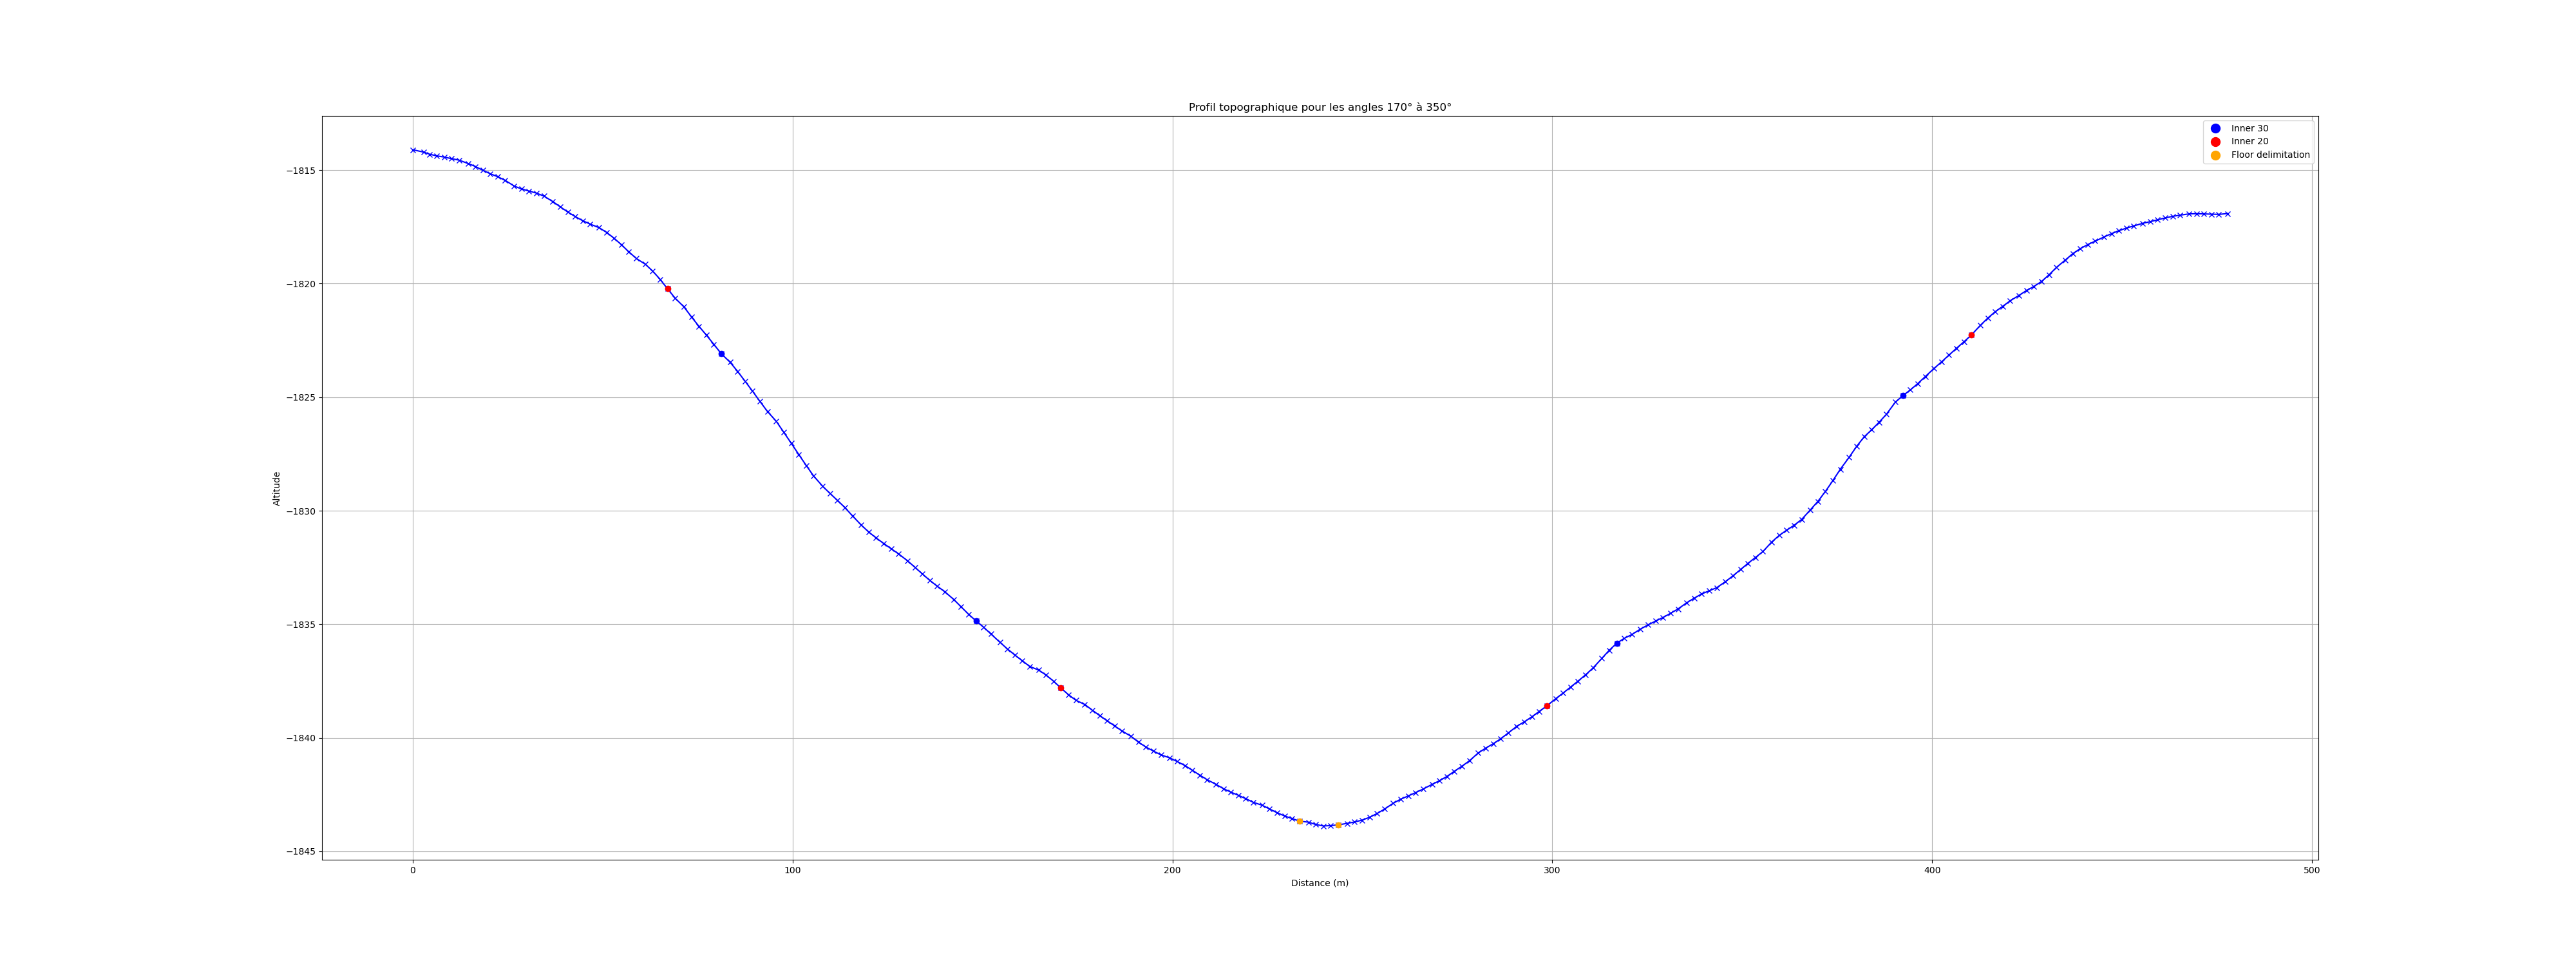 Profil topographique pour les angles 170° à 350°
Inner 30
Inner 20
Floor delimitation
−1815
−1820
−1825
−1830
−1835
−1840
−1845
Altitude
0 100 200 300 400 500
Distance (m)